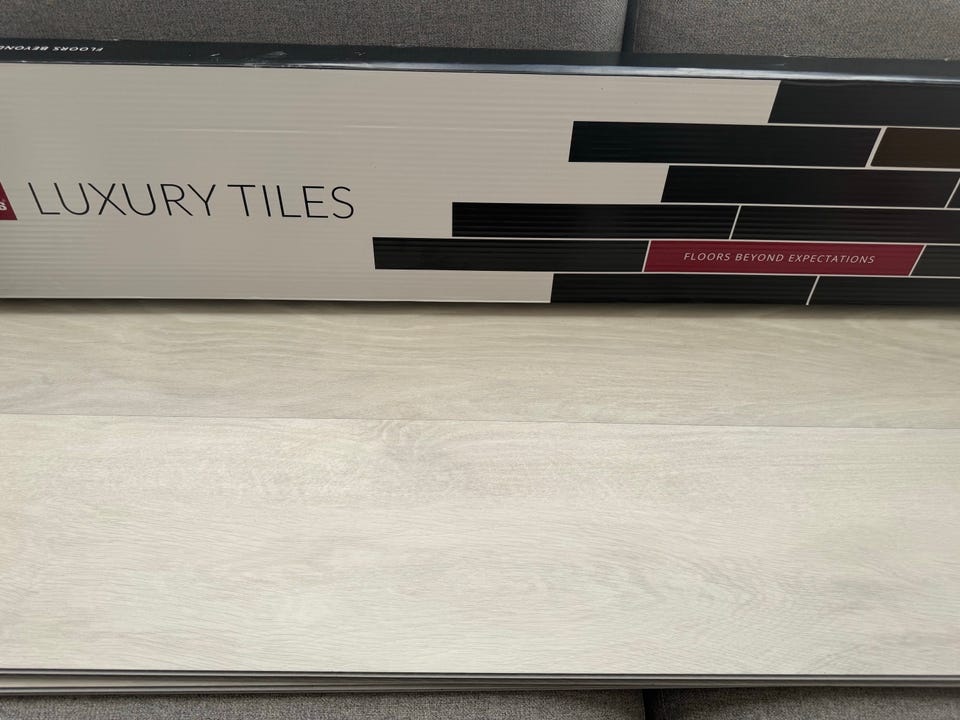 FLOORS BEYOND
LUXURY TILES
FLOORS BEYOND EXPECTATIONS